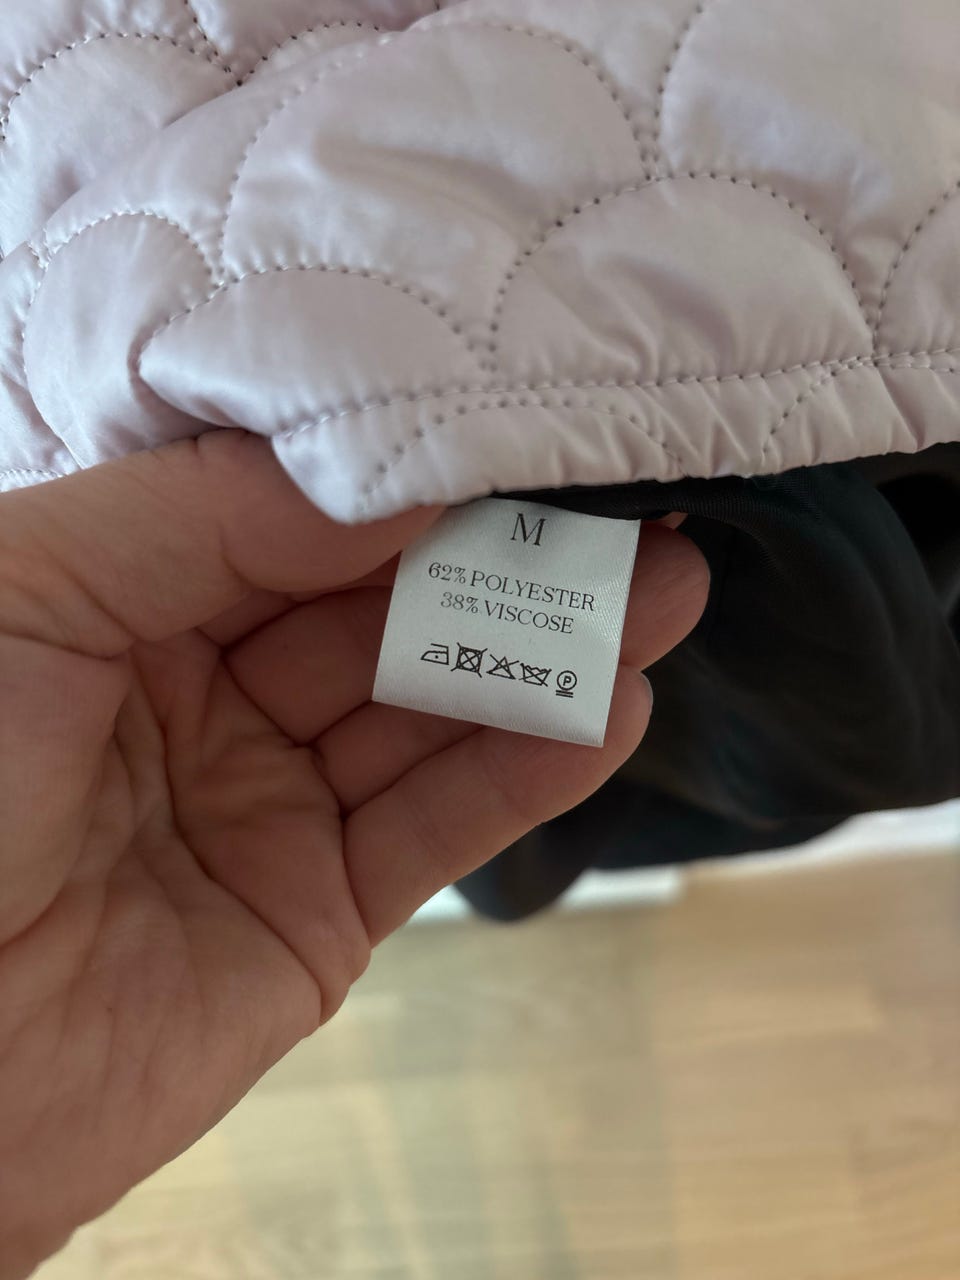 M
62% POLYESTER
38% VISCOSE
P